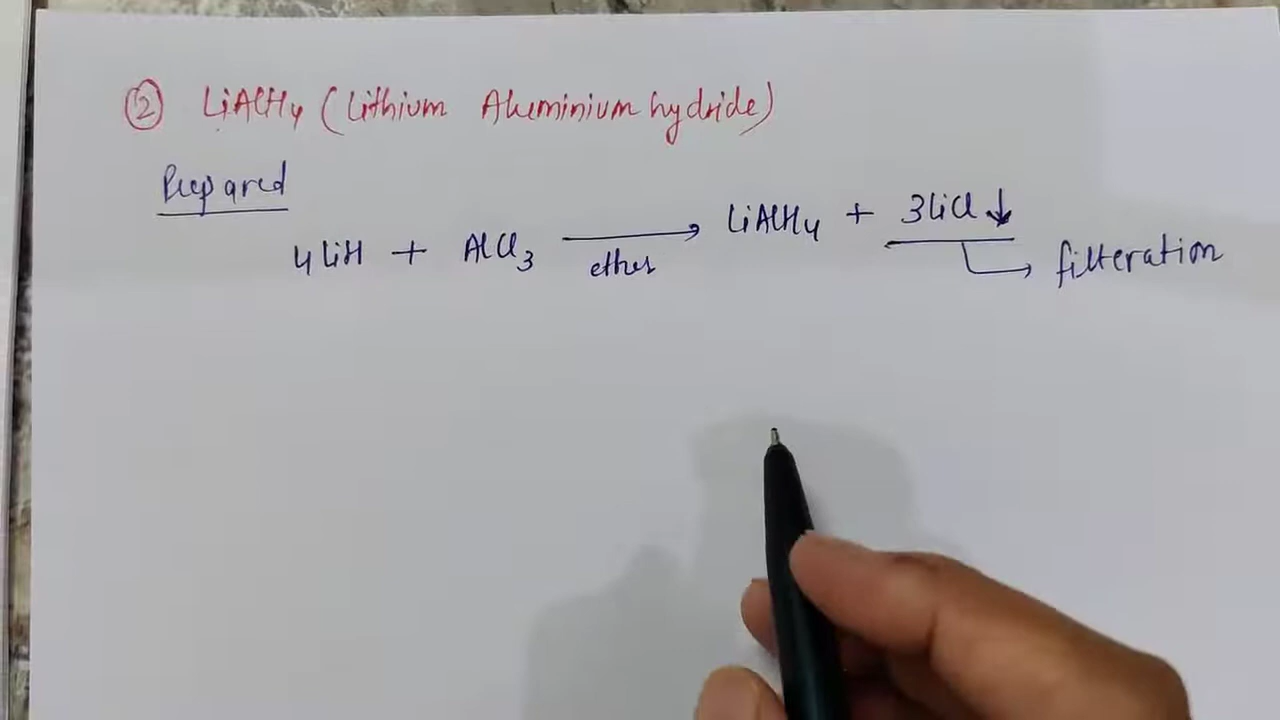 ② LiAlH4 (Lithium Aluminium hydride)
Prepared
4LiH + AlCl3 ⟶ LiAlH4 + 3LiCl↓
ether
filteration